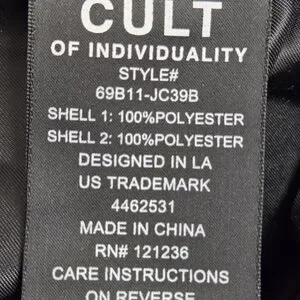 CULT
OF INDIVIDUALITY
STYLE#
69B11-JC39B
SHELL 1: 100%POLYESTER
SHELL 2: 100%POLYESTER
DESIGNED IN LA
US TRADEMARK
4462531
MADE IN CHINA
RN# 121236
CARE INSTRUCTIONS
ON REVERSE